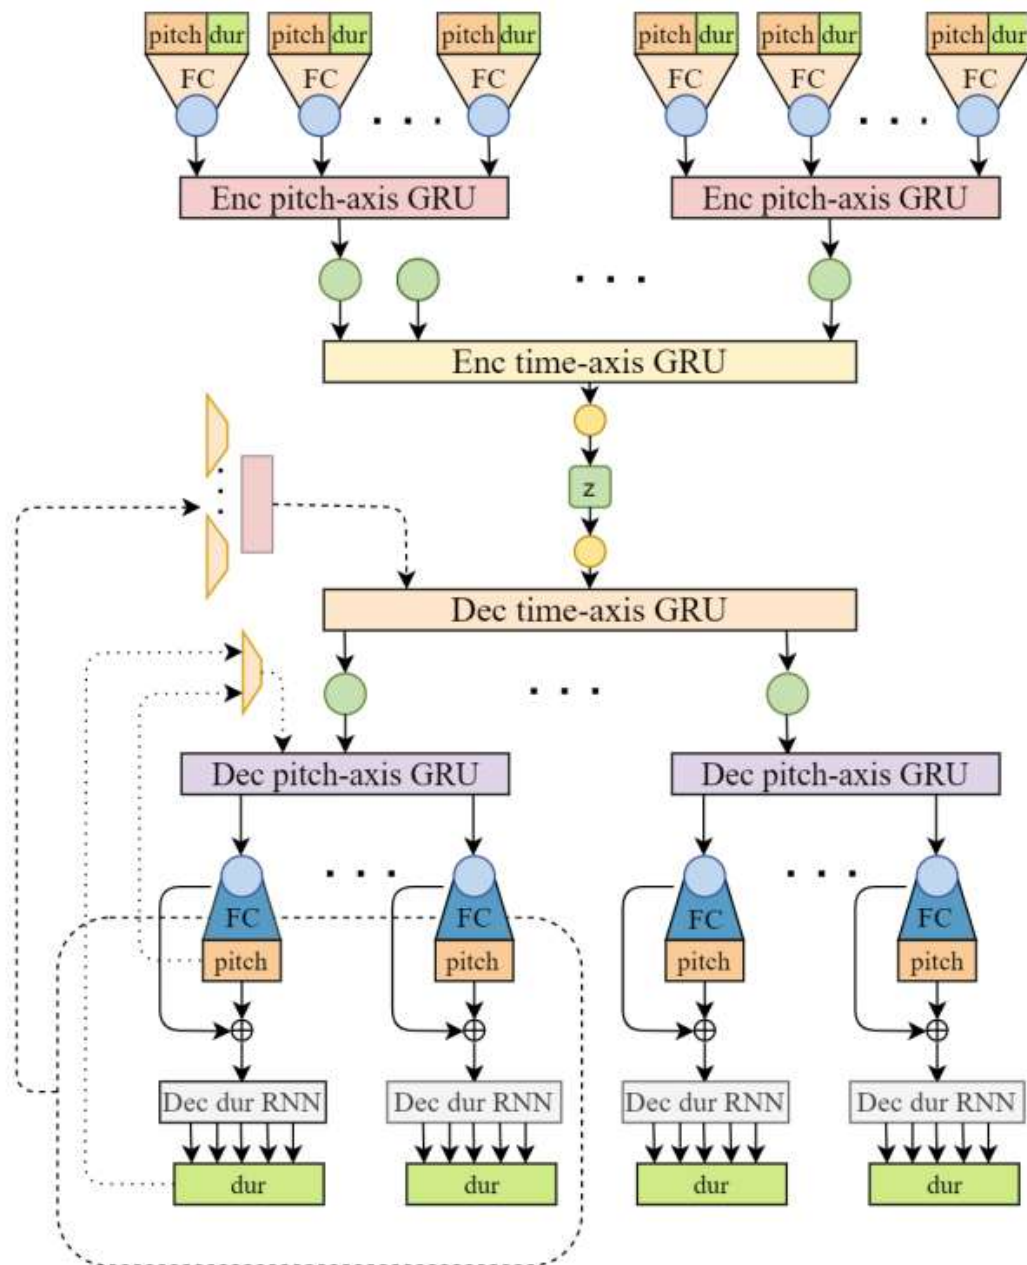 pitch dur pitch dur pitch dur pitch dur pitch dur pitch dur
FC FC FC FC FC FC
Enc pitch-axis GRU Enc pitch-axis GRU
Enc time-axis GRU
z
Dec time-axis GRU
Dec pitch-axis GRU Dec pitch-axis GRU
FC FC FC FC
pitch pitch pitch pitch
Dec dur RNN Dec dur RNN Dec dur RNN Dec dur RNN
dur dur dur dur